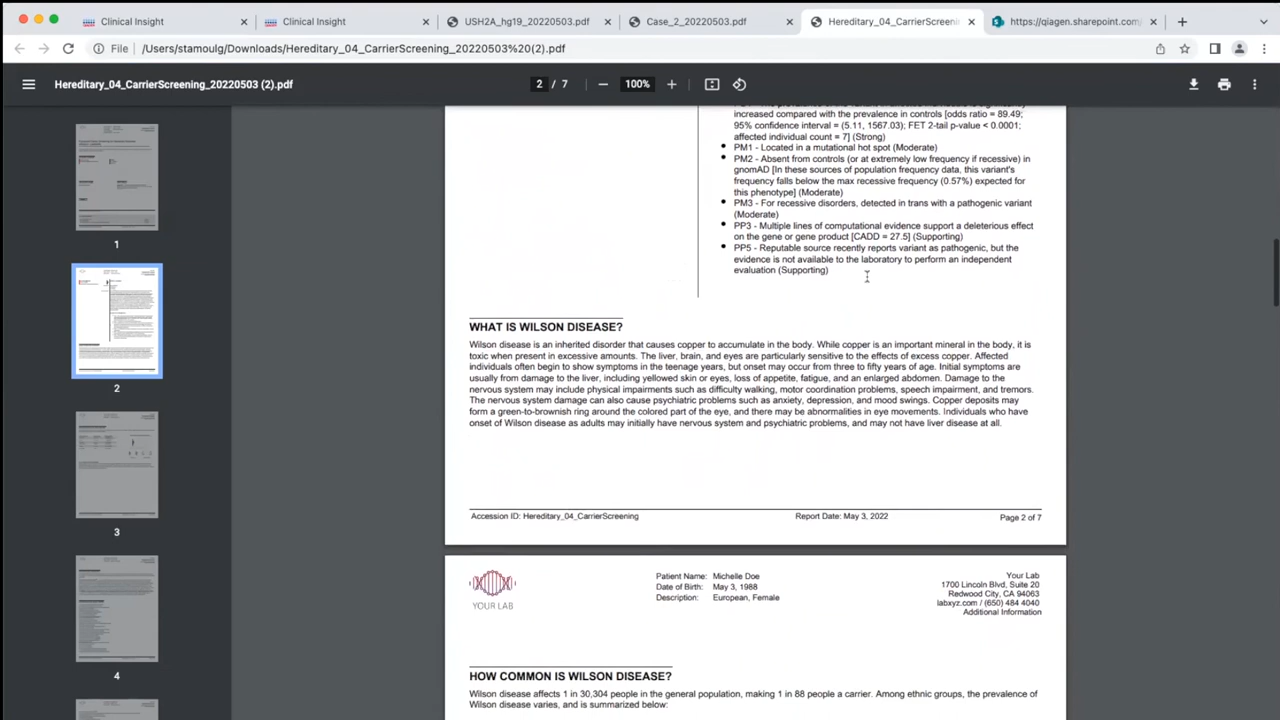 Clinical Insight
Clinical Insight
USH2A_hg19_20220503.pdf
Case_2_20220503.pdf
Hereditary_04_CarrierScreenin
https://qiagen.sharepoint.com/
File
/Users/stamoulg/Downloads/Hereditary_04_CarrierScreening_20220503%20(2).pdf
Hereditary_04_CarrierScreening_20220503 (2).pdf
2 / 7
100%
increased compared with the prevalence in controls [odds ratio = 89.49;
95% confidence interval = (5.11, 1567.03); FET 2-tail p-value < 0.0001;
affected individual count = 7] (Strong)
PM1 - Located in a mutational hot spot (Moderate)
PM2 - Absent from controls (or at extremely low frequency if recessive) in
gnomAD [In these sources of population frequency data, this variant's
frequency falls below the max recessive frequency (0.57%) expected for
this phenotype] (Moderate)
PM3 - For recessive disorders, detected in trans with a pathogenic variant
(Moderate)
PP3 - Multiple lines of computational evidence support a deleterious effect
on the gene or gene product [CADD = 27.5] (Supporting)
PP5 - Reputable source recently reports variant as pathogenic, but the
evidence is not available to the laboratory to perform an independent
evaluation (Supporting)
WHAT IS WILSON DISEASE?
Wilson disease is an inherited disorder that causes copper to accumulate in the body. While copper is an important mineral in the body, it is
toxic when present in excessive amounts. The liver, brain, and eyes are particularly sensitive to the effects of excess copper. Affected
individuals often begin to show symptoms in the teenage years, but onset may occur from three to fifty years of age. Initial symptoms are
usually from damage to the liver, including yellowed skin or eyes, loss of appetite, fatigue, and an enlarged abdomen. Damage to the
nervous system may include physical impairments such as difficulty walking, motor coordination problems, speech impairment, and tremors.
The nervous system damage can also cause psychiatric problems such as anxiety, depression, and mood swings. Copper deposits may
form a green-to-brownish ring around the colored part of the eye, and there may be abnormalities in eye movements. Individuals who have
onset of Wilson disease as adults may initially have nervous system and psychiatric problems, and may not have liver disease at all.
Accession ID: Hereditary_04_CarrierScreening
Report Date: May 3, 2022
Page 2 of 7
YOUR LAB
Patient Name: Michelle Doe
Date of Birth: May 3, 1988
Description: European, Female
Your Lab
1700 Lincoln Blvd, Suite 20
Redwood City, CA 94063
labxyz.com / (650) 484 4040
Additional Information
HOW COMMON IS WILSON DISEASE?
Wilson disease affects 1 in 30,304 people in the general population, making 1 in 88 people a carrier. Among ethnic groups, the prevalence of
Wilson disease varies, and is summarized below:
1
2
3
4